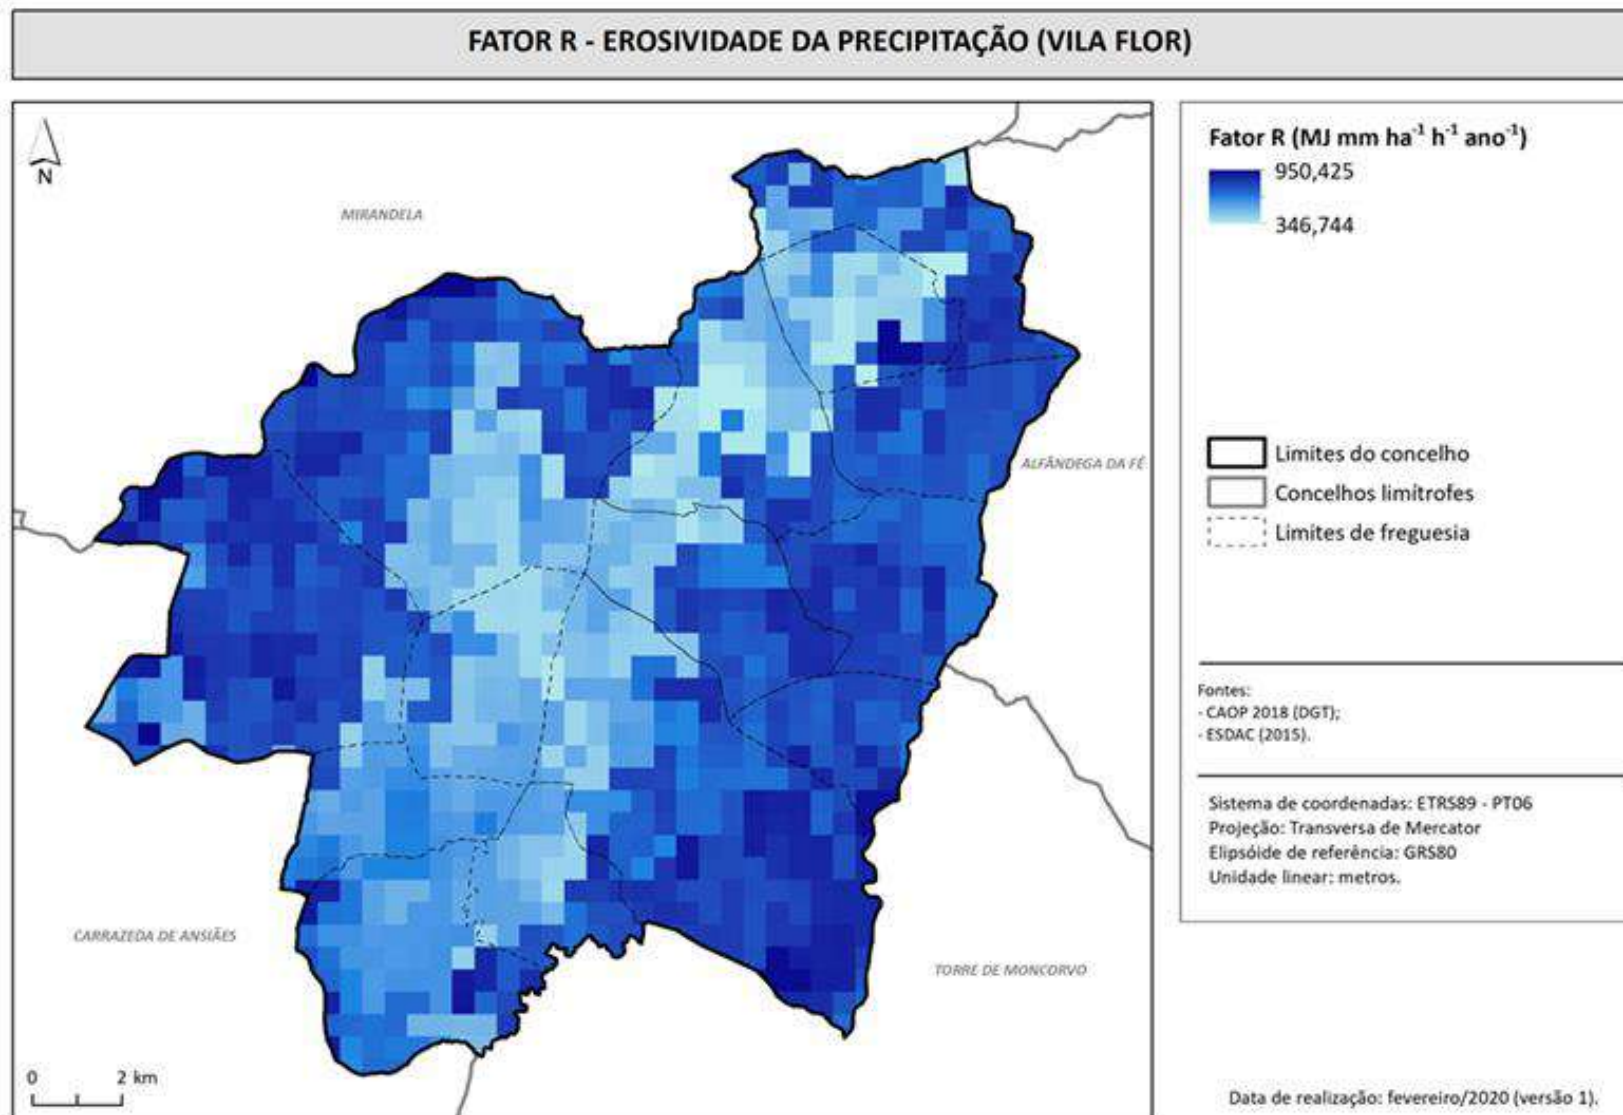 FATOR R - EROSIVIDADE DA PRECIPITAÇÃO (VILA FLOR)
N
MIRANDELA
ALFÂNDEGA DA FÉ
CARRAZEDA DE ANSIÃES
TORRE DE MONCORVO
0 2 km
Fator R (MJ mm ha⁻¹ h⁻¹ ano⁻¹)
950,425
346,744
Limites do concelho
Concelhos limítrofes
Limites de freguesia
Fontes:
- CAOP 2018 (DGT);
- ESDAC (2015).
Sistema de coordenadas: ETRS89 - PT06
Projeção: Transversa de Mercator
Elipsóide de referência: GRS80
Unidade linear: metros.
Data de realização: fevereiro/2020 (versão 1).